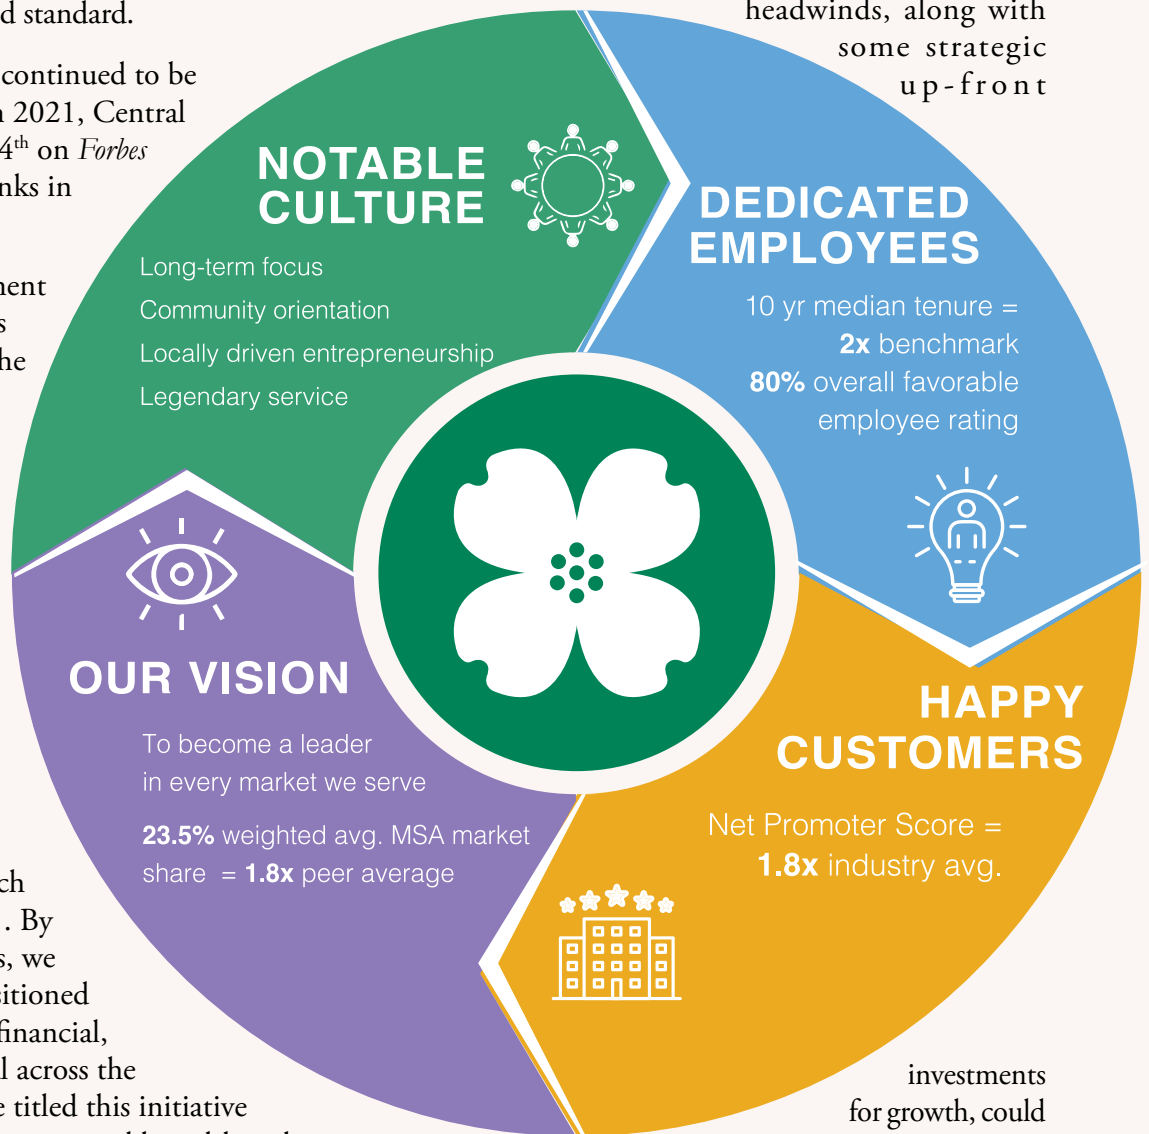 d standard.
continued to be
2021, Central
4th on Forbes
nks in
ment
s
he
headwinds, along with
some strategic
up-front
NOTABLE
CULTURE
Long-term focus
Community orientation
Locally driven entrepreneurship
Legendary service
DEDICATED
EMPLOYEES
10 yr median tenure =
2x benchmark
80% overall favorable
employee rating
OUR VISION
To become a leader
in every market we serve
23.5% weighted avg. MSA market
share = 1.8x peer average
HAPPY
CUSTOMERS
Net Promoter Score =
1.8x industry avg.
ch
. By
s, we
sitioned
financial,
l across the
e titled this initiative
investments
for growth, could